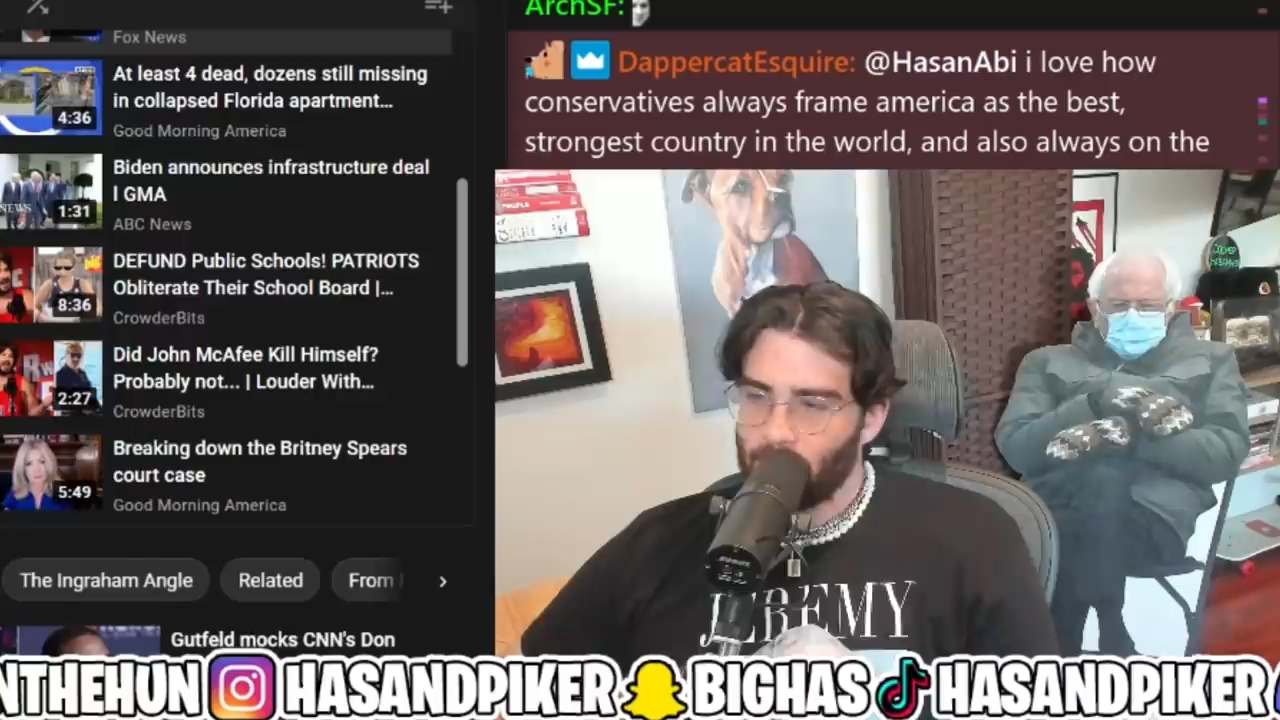 Fox News
At least 4 dead, dozens still missing
in collapsed Florida apartment...
4:36
Good Morning America
Biden announces infrastructure deal
| GMA
NEWS
1:31
ABC News
DEFUND Public Schools! PATRIOTS
Obliterate Their School Board |...
8:36
CrowderBits
Did John McAfee Kill Himself?
Probably not... | Louder With...
2:27
CrowderBits
Breaking down the Britney Spears
court case
5:49
Good Morning America
The Ingraham Angle
Related
From
Gutfeld mocks CNN's Don
ArchSF:
DappercatEsquire: @HasanAbi i love how
conservatives always frame america as the best,
strongest country in the world, and also always on the
JEREMY
NTHEHUN HASANDPIKER BIGHAS HASANDPIKER